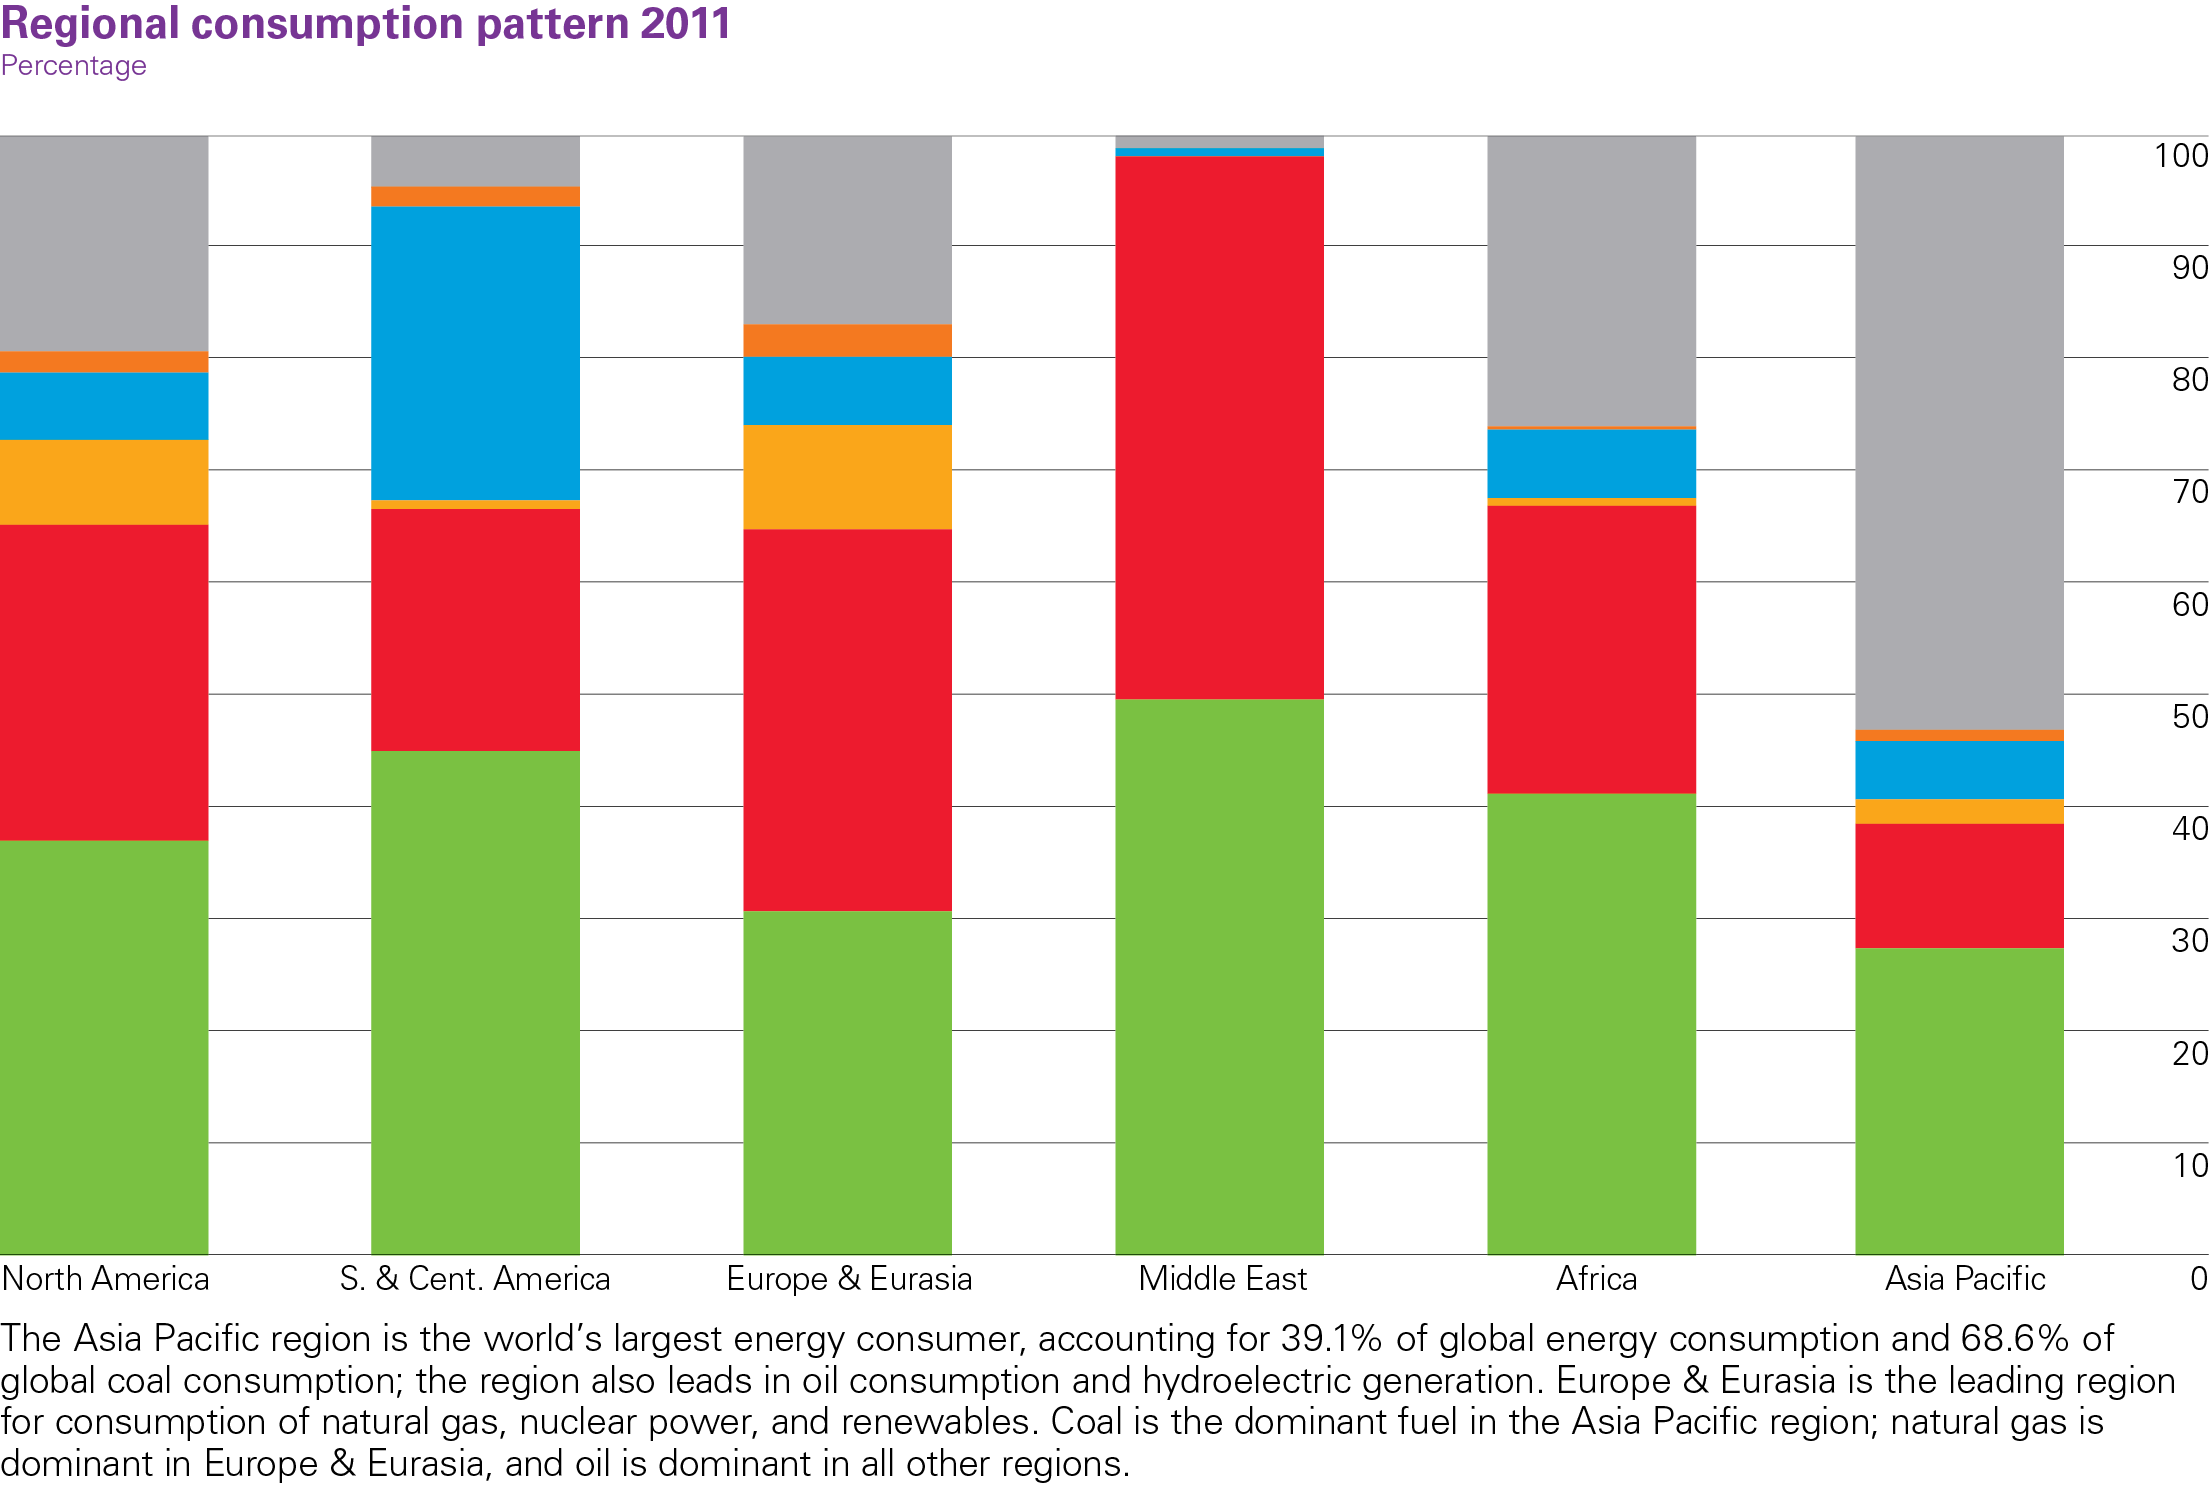 Regional consumption pattern 2011
Percentage
100
90
80
70
60
50
40
30
20
10
0
North America
S. & Cent. America
Europe & Eurasia
Middle East
Africa
Asia Pacific
The Asia Pacific region is the world’s largest energy consumer, accounting for 39.1% of global energy consumption and 68.6% of
global coal consumption; the region also leads in oil consumption and hydroelectric generation. Europe & Eurasia is the leading region
for consumption of natural gas, nuclear power, and renewables. Coal is the dominant fuel in the Asia Pacific region; natural gas is
dominant in Europe & Eurasia, and oil is dominant in all other regions.